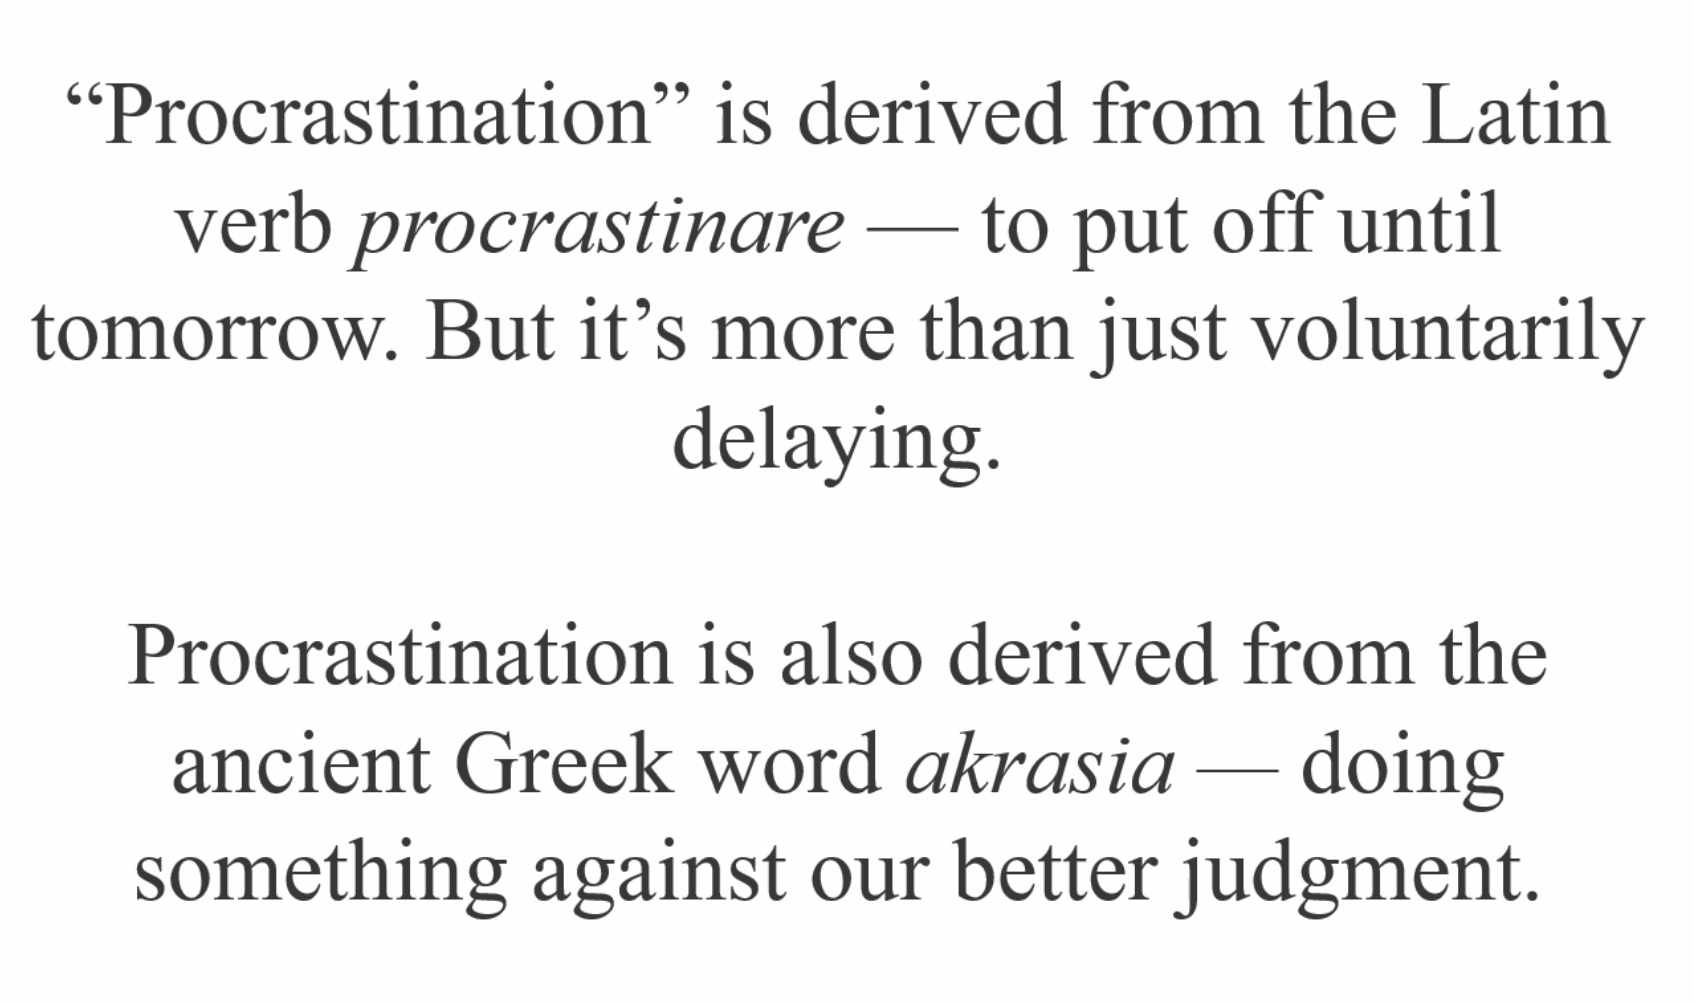 “Procrastination” is derived from the Latin
verb procrastinare — to put off until
tomorrow. But it’s more than just voluntarily
delaying.
Procrastination is also derived from the
ancient Greek word akrasia — doing
something against our better judgment.